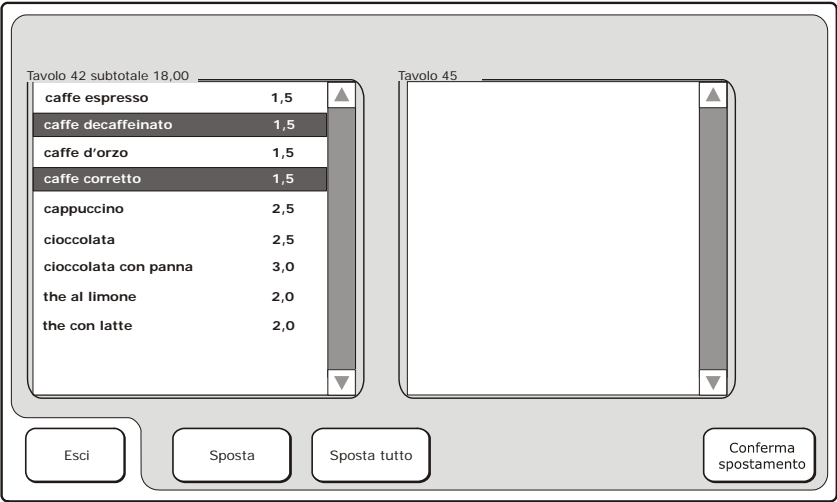 Tavolo 42 subtotale 18,00
caffe espresso 1,5
caffe decaffeinato 1,5
caffe d'orzo 1,5
caffe corretto 1,5
cappuccino 2,5
cioccolata 2,5
cioccolata con panna 3,0
the al limone 2,0
the con latte 2,0
Tavolo 45
Esci
Sposta
Sposta tutto
Conferma
spostamento